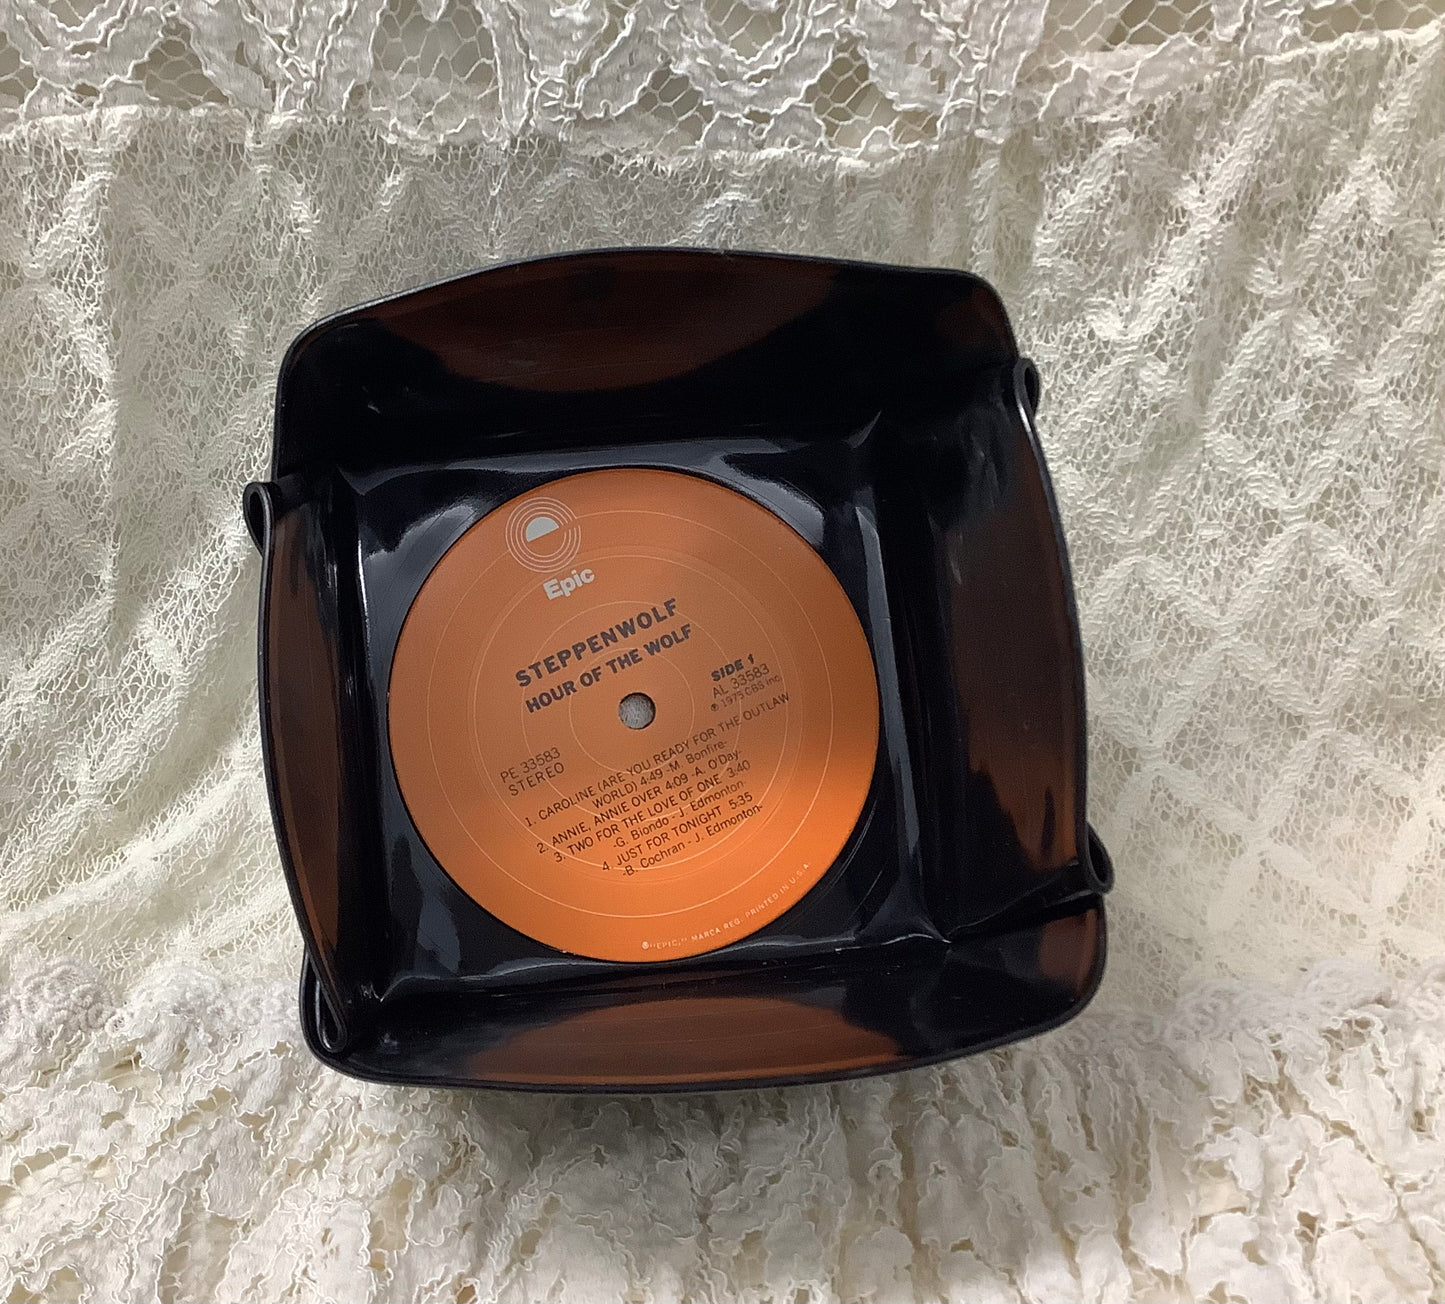 Epic
STEPPENWOLF
HOUR OF THE WOLF
SIDE 1
AL 33583
℗ 1975 CBS Inc.
PE 33583
STEREO
1. CAROLINE (ARE YOU READY FOR THE OUTLAW
WORLD) 4:49 -M. Bonfire-
2. ANNIE, ANNIE OVER 4:09 -A. O'Day-
3. TWO FOR THE LOVE OF ONE 3:40
-G. Biondo - J. Edmonton-
4. JUST FOR TONIGHT 5:35
-B. Cochran - J. Edmonton-
®"EPIC," MARCA REG. PRINTED IN U.S.A.